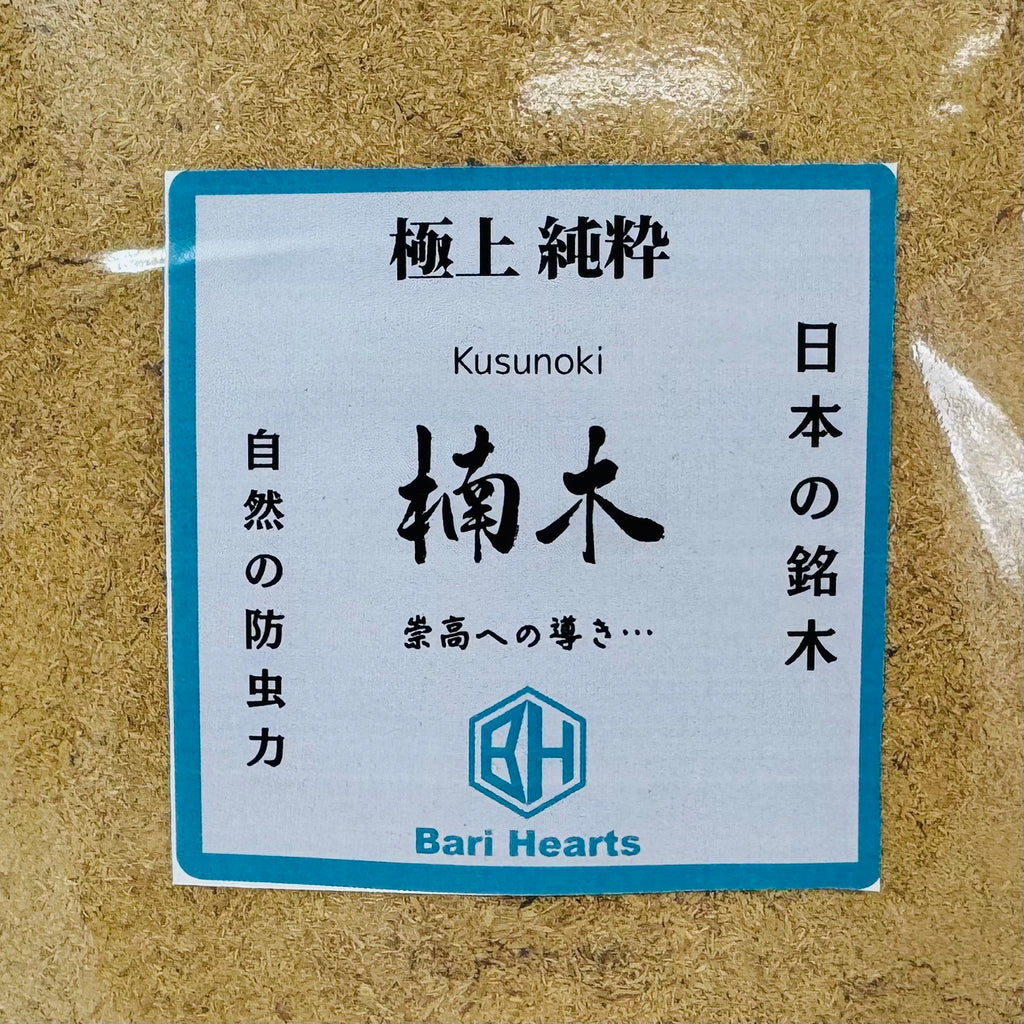 極上 純粋
Kusunoki
日本の銘木
楠木
自然の防虫力
崇高への導き…
BH
Bari Hearts